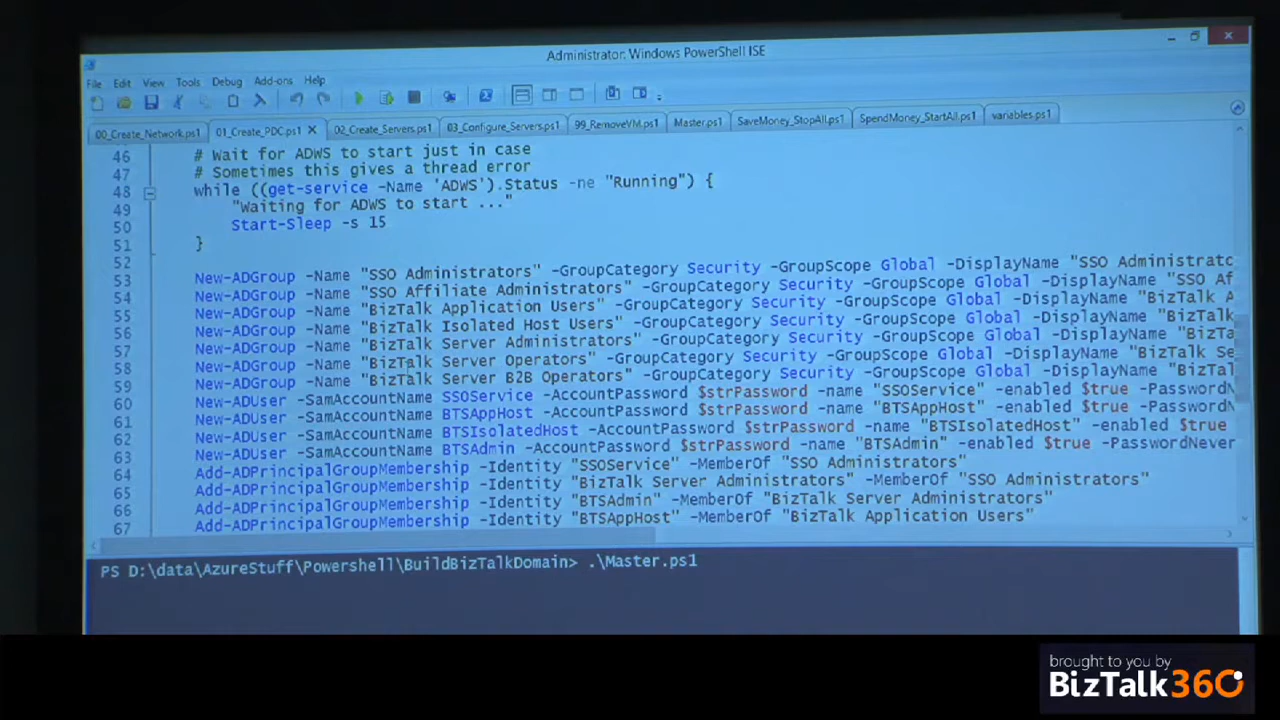 Administrator: Windows PowerShell ISE
File Edit View Tools Debug Add-ons Help
00_Create_Network.ps1 01_Create_PDC.ps1 02_Create_Servers.ps1 03_Configure_Servers.ps1 99_RemoveVM.ps1 Master.ps1 SaveMoney_StopAll.ps1 SpendMoney_StartAll.ps1 variables.ps1
46 # Wait for ADWS to start just in case
47 # Sometimes this gives a thread error
48 while ((get-service -Name 'ADWS').Status -ne "Running") {
49 "Waiting for ADWS to start ..."
50 Start-Sleep -s 15
51 }
52
53 New-ADGroup -Name "SSO Administrators" -GroupCategory Security -GroupScope Global -DisplayName "SSO Administrato
54 New-ADGroup -Name "SSO Affiliate Administrators" -GroupCategory Security -GroupScope Global -DisplayName "SSO Af
55 New-ADGroup -Name "BizTalk Application Users" -GroupCategory Security -GroupScope Global -DisplayName "BizTalk A
56 New-ADGroup -Name "BizTalk Isolated Host Users" -GroupCategory Security -GroupScope Global -DisplayName "BizTalk
57 New-ADGroup -Name "BizTalk Server Administrators" -GroupCategory Security -GroupScope Global -DisplayName "BizTa
58 New-ADGroup -Name "BizTalk Server Operators" -GroupCategory Security -GroupScope Global -DisplayName "BizTalk Se
59 New-ADGroup -Name "BizTalk Server B2B Operators" -GroupCategory Security -GroupScope Global -DisplayName "BizTal
60 New-ADUser -SamAccountName SSOService -AccountPassword $strPassword -name "SSOService" -enabled $true -PasswordN
61 New-ADUser -SamAccountName BTSAppHost -AccountPassword $strPassword -name "BTSAppHost" -enabled $true -PasswordN
62 New-ADUser -SamAccountName BTSIsolatedHost -AccountPassword $strPassword -name "BTSIsolatedHost" -enabled $true
63 New-ADUser -SamAccountName BTSAdmin -AccountPassword $strPassword -name "BTSAdmin" -enabled $true -PasswordNever
64 Add-ADPrincipalGroupMembership -Identity "SSOService" -MemberOf "SSO Administrators"
65 Add-ADPrincipalGroupMembership -Identity "BizTalk Server Administrators" -MemberOf "SSO Administrators"
66 Add-ADPrincipalGroupMembership -Identity "BTSAdmin" -MemberOf "BizTalk Server Administrators"
67 Add-ADPrincipalGroupMembership -Identity "BTSAppHost" -MemberOf "BizTalk Application Users"
PS D:\data\AzureStuff\Powershell\BuildBizTalkDomain> .\Master.ps1
brought to you by
BizTalk360